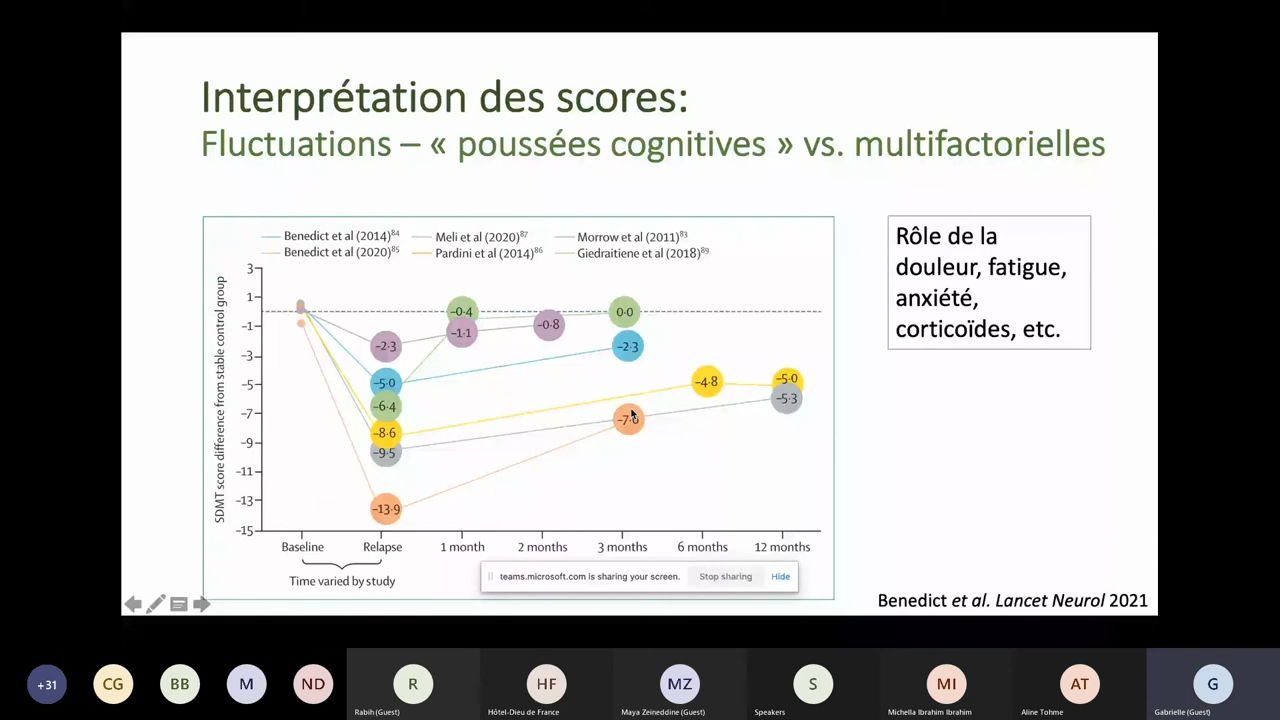 Interprétation des scores:
Fluctuations – « poussées cognitives » vs. multifactorielles
Benedict et al (2014)84 Meli et al (2020)87 Morrow et al (2011)83
Benedict et al (2020)85 Pardini et al (2014)86 Giedraitiene et al (2018)89
SDMT score difference from stable control group
3
1
–1
–3
–5
–7
–9
–11
–13
–15
–2·3
–5·0
–6·4
–8·6
–9·5
–13·9
–0·4
–1·1
–0·8
0·0
–2·3
–4·8
–5·0
–5·3
Baseline Relapse 1 month 2 months 3 months 6 months 12 months
Time varied by study
Rôle de la
douleur, fatigue,
anxiété,
corticoïdes, etc.
teams.microsoft.com is sharing your screen. Stop sharing Hide
Benedict et al. Lancet Neurol 2021
+31 CG BB M ND R HF MZ S MI AT G
Rabih (Guest) Hôtel-Dieu de France Maya Zeineddine (Guest) Speakers Michella Ibrahim Ibrahim Aline Tohme Gabrielle (Guest)